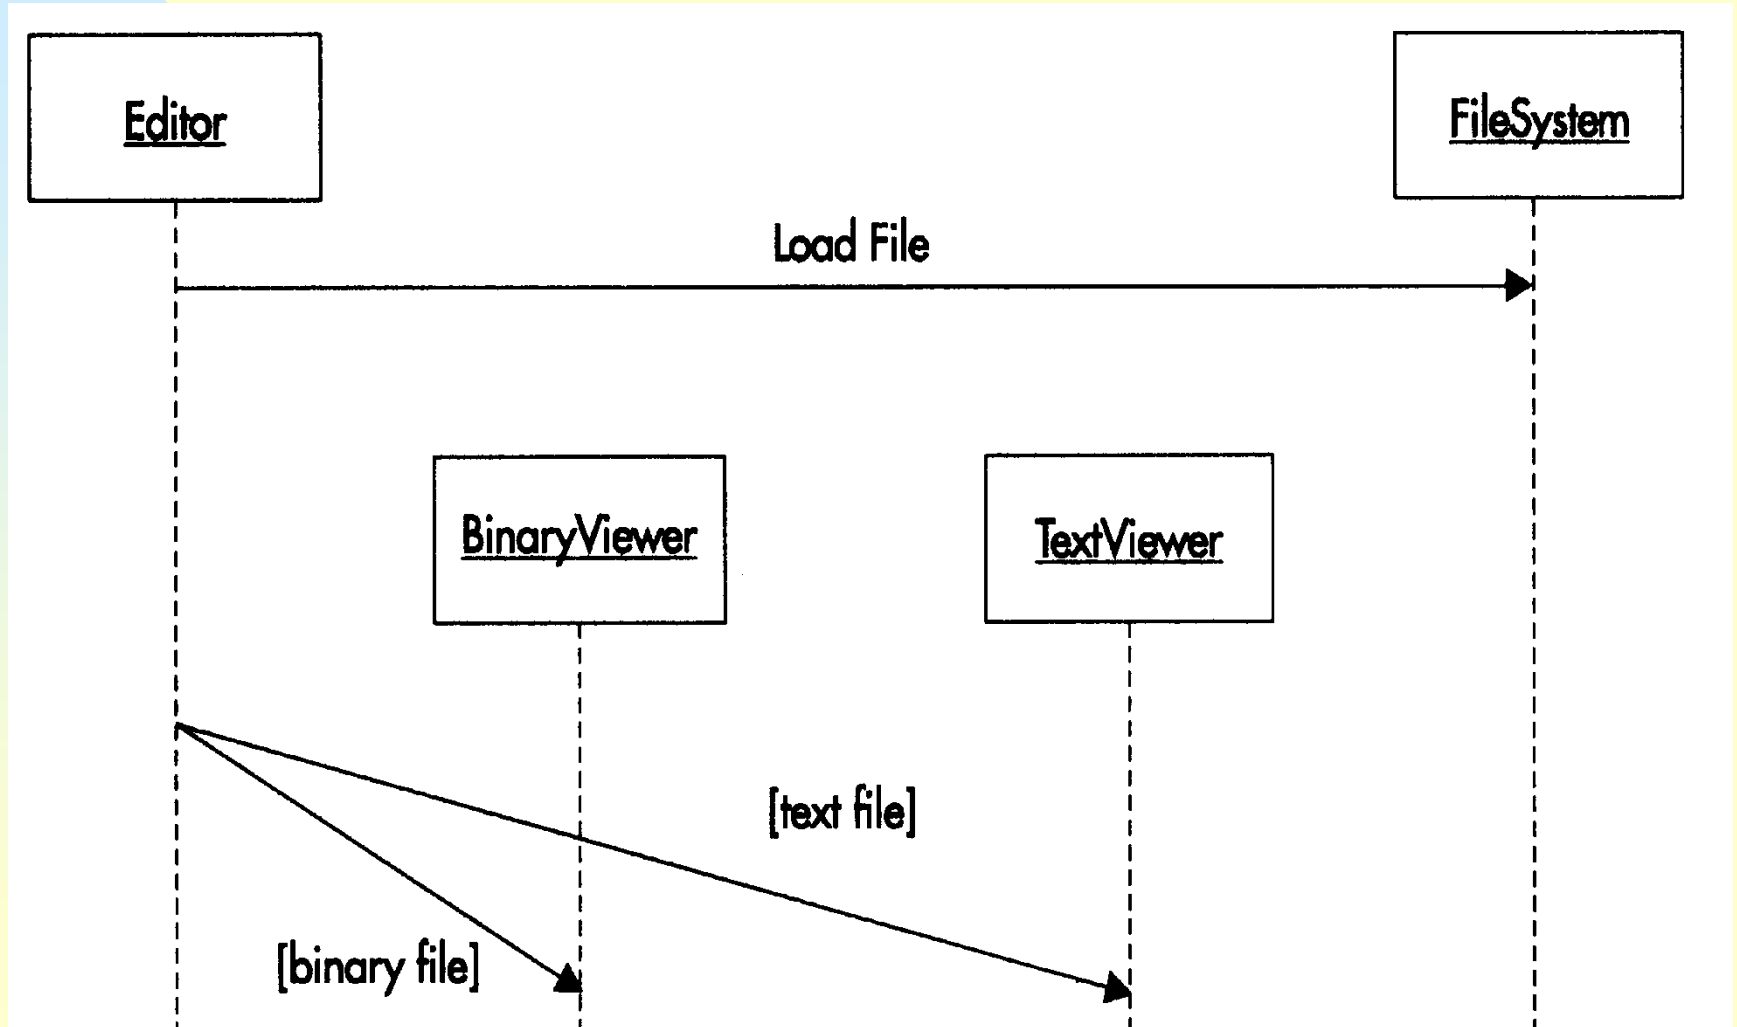 Editor
FileSystem
Load File
BinaryViewer
TextViewer
[text file]
[binary file]